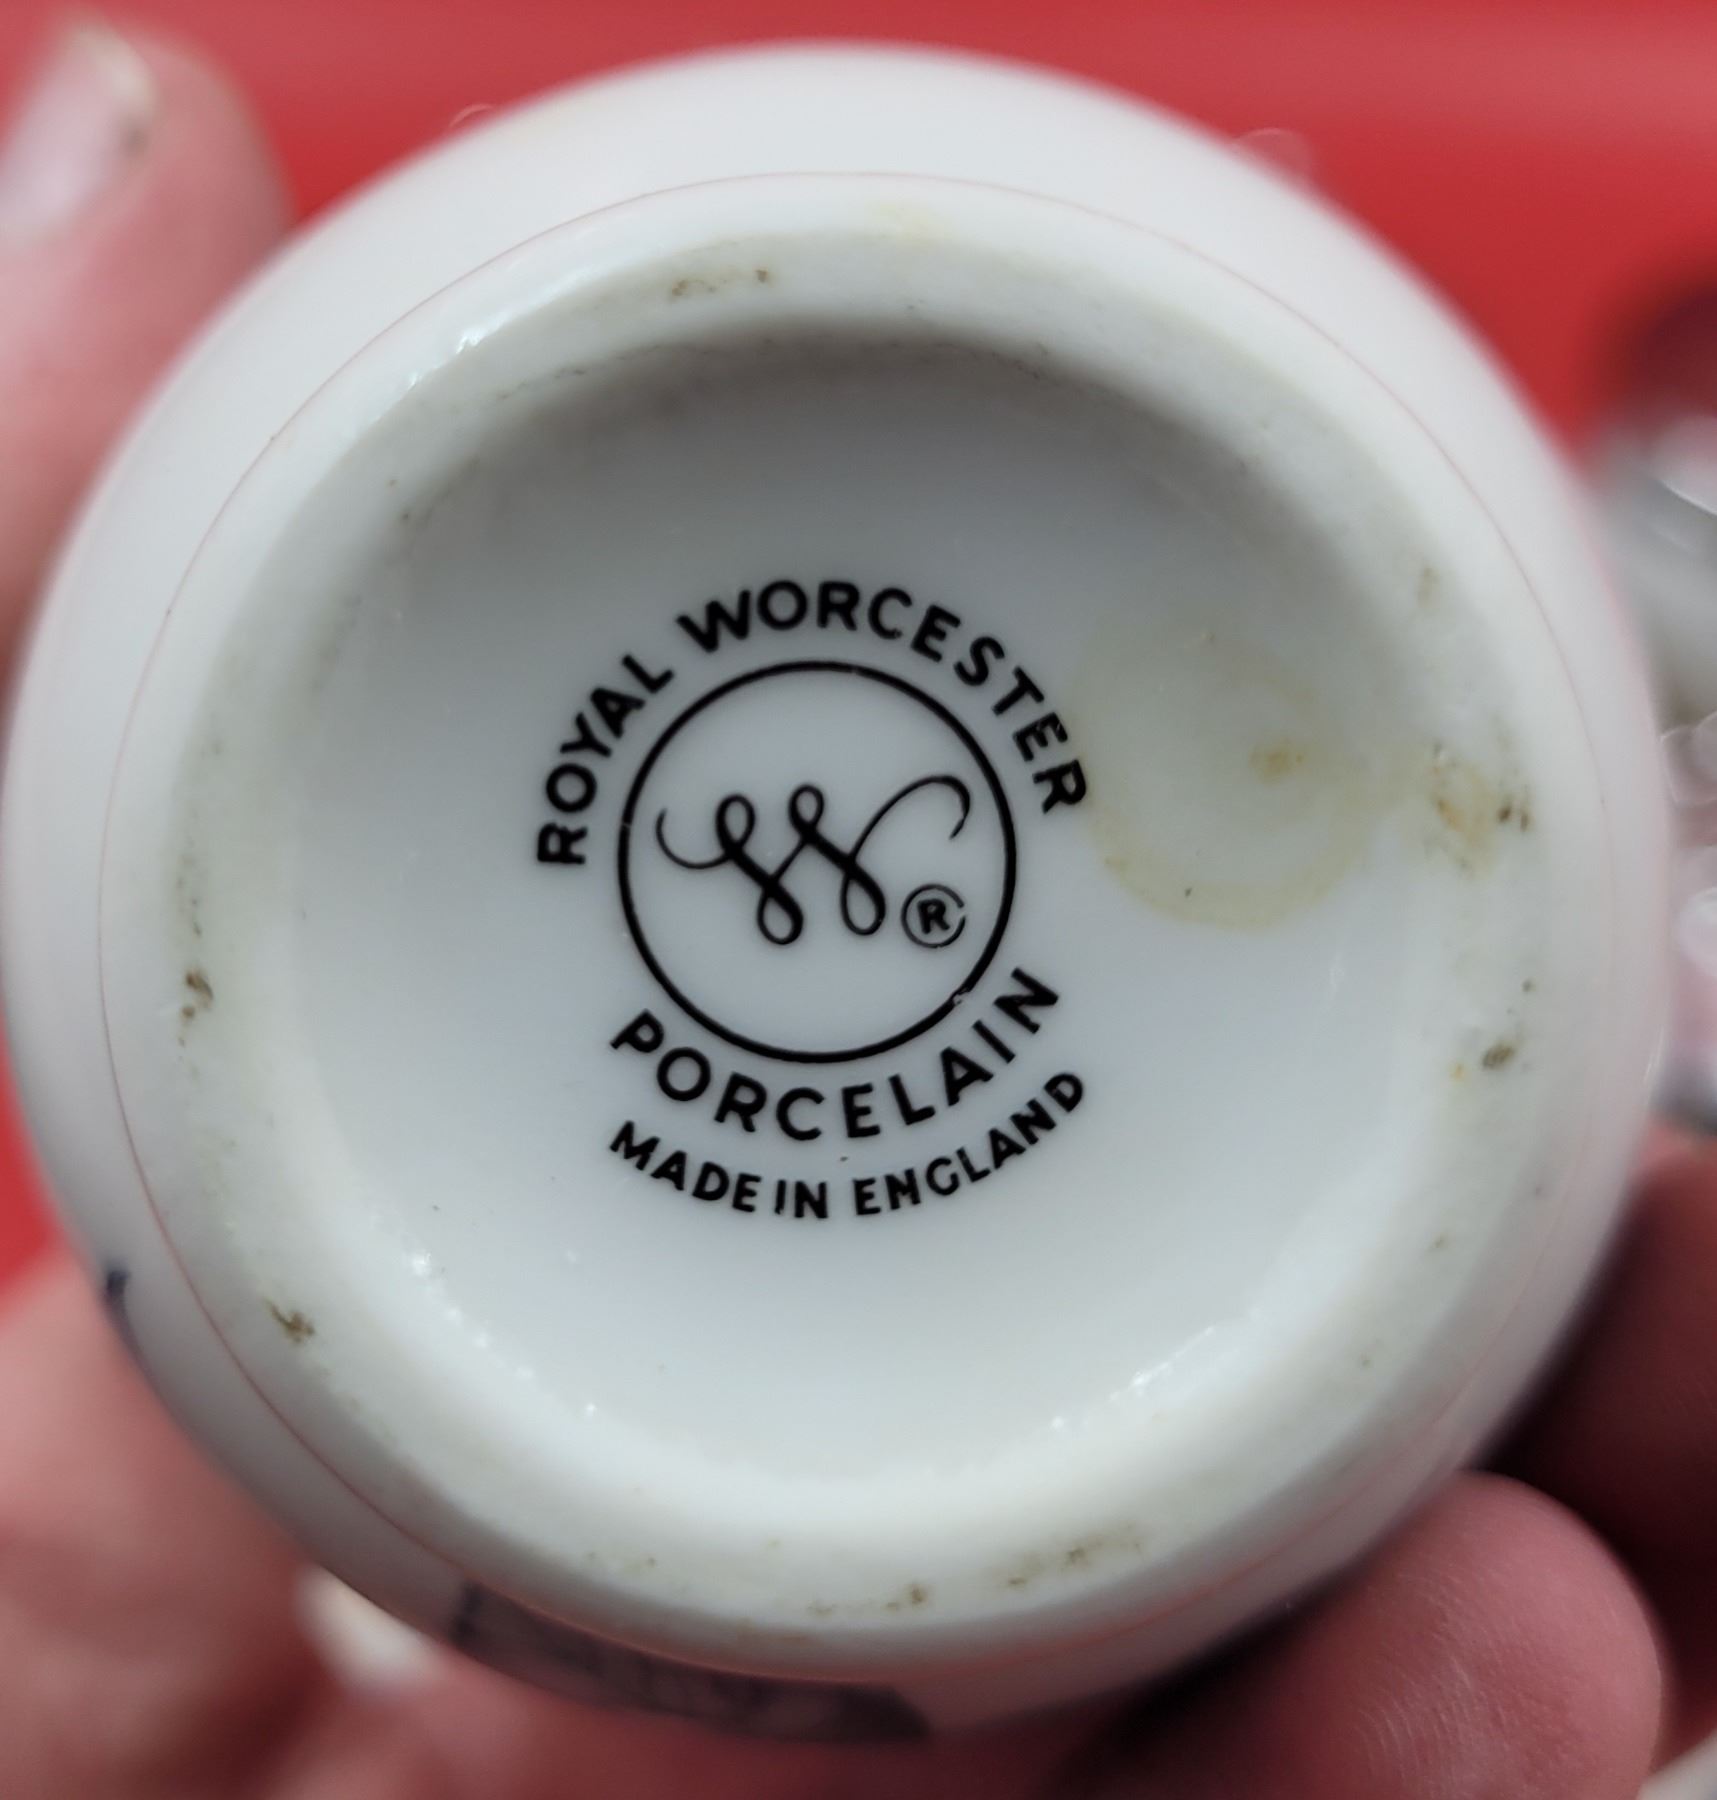 ROYAL WORCESTER
W ®
PORCELAIN
MADE IN ENGLAND